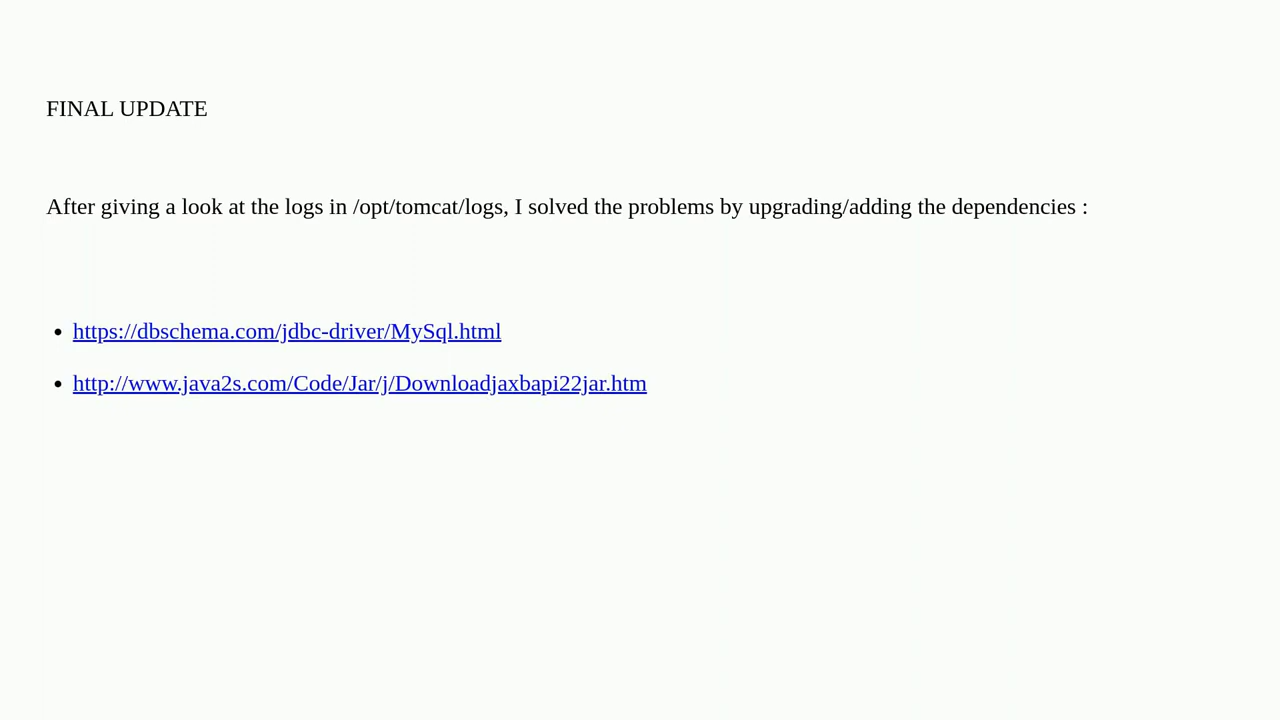 FINAL UPDATE
After giving a look at the logs in /opt/tomcat/logs, I solved the problems by upgrading/adding the dependencies :
• https://dbschema.com/jdbc-driver/MySql.html
• http://www.java2s.com/Code/Jar/j/Downloadjaxbapi22jar.htm